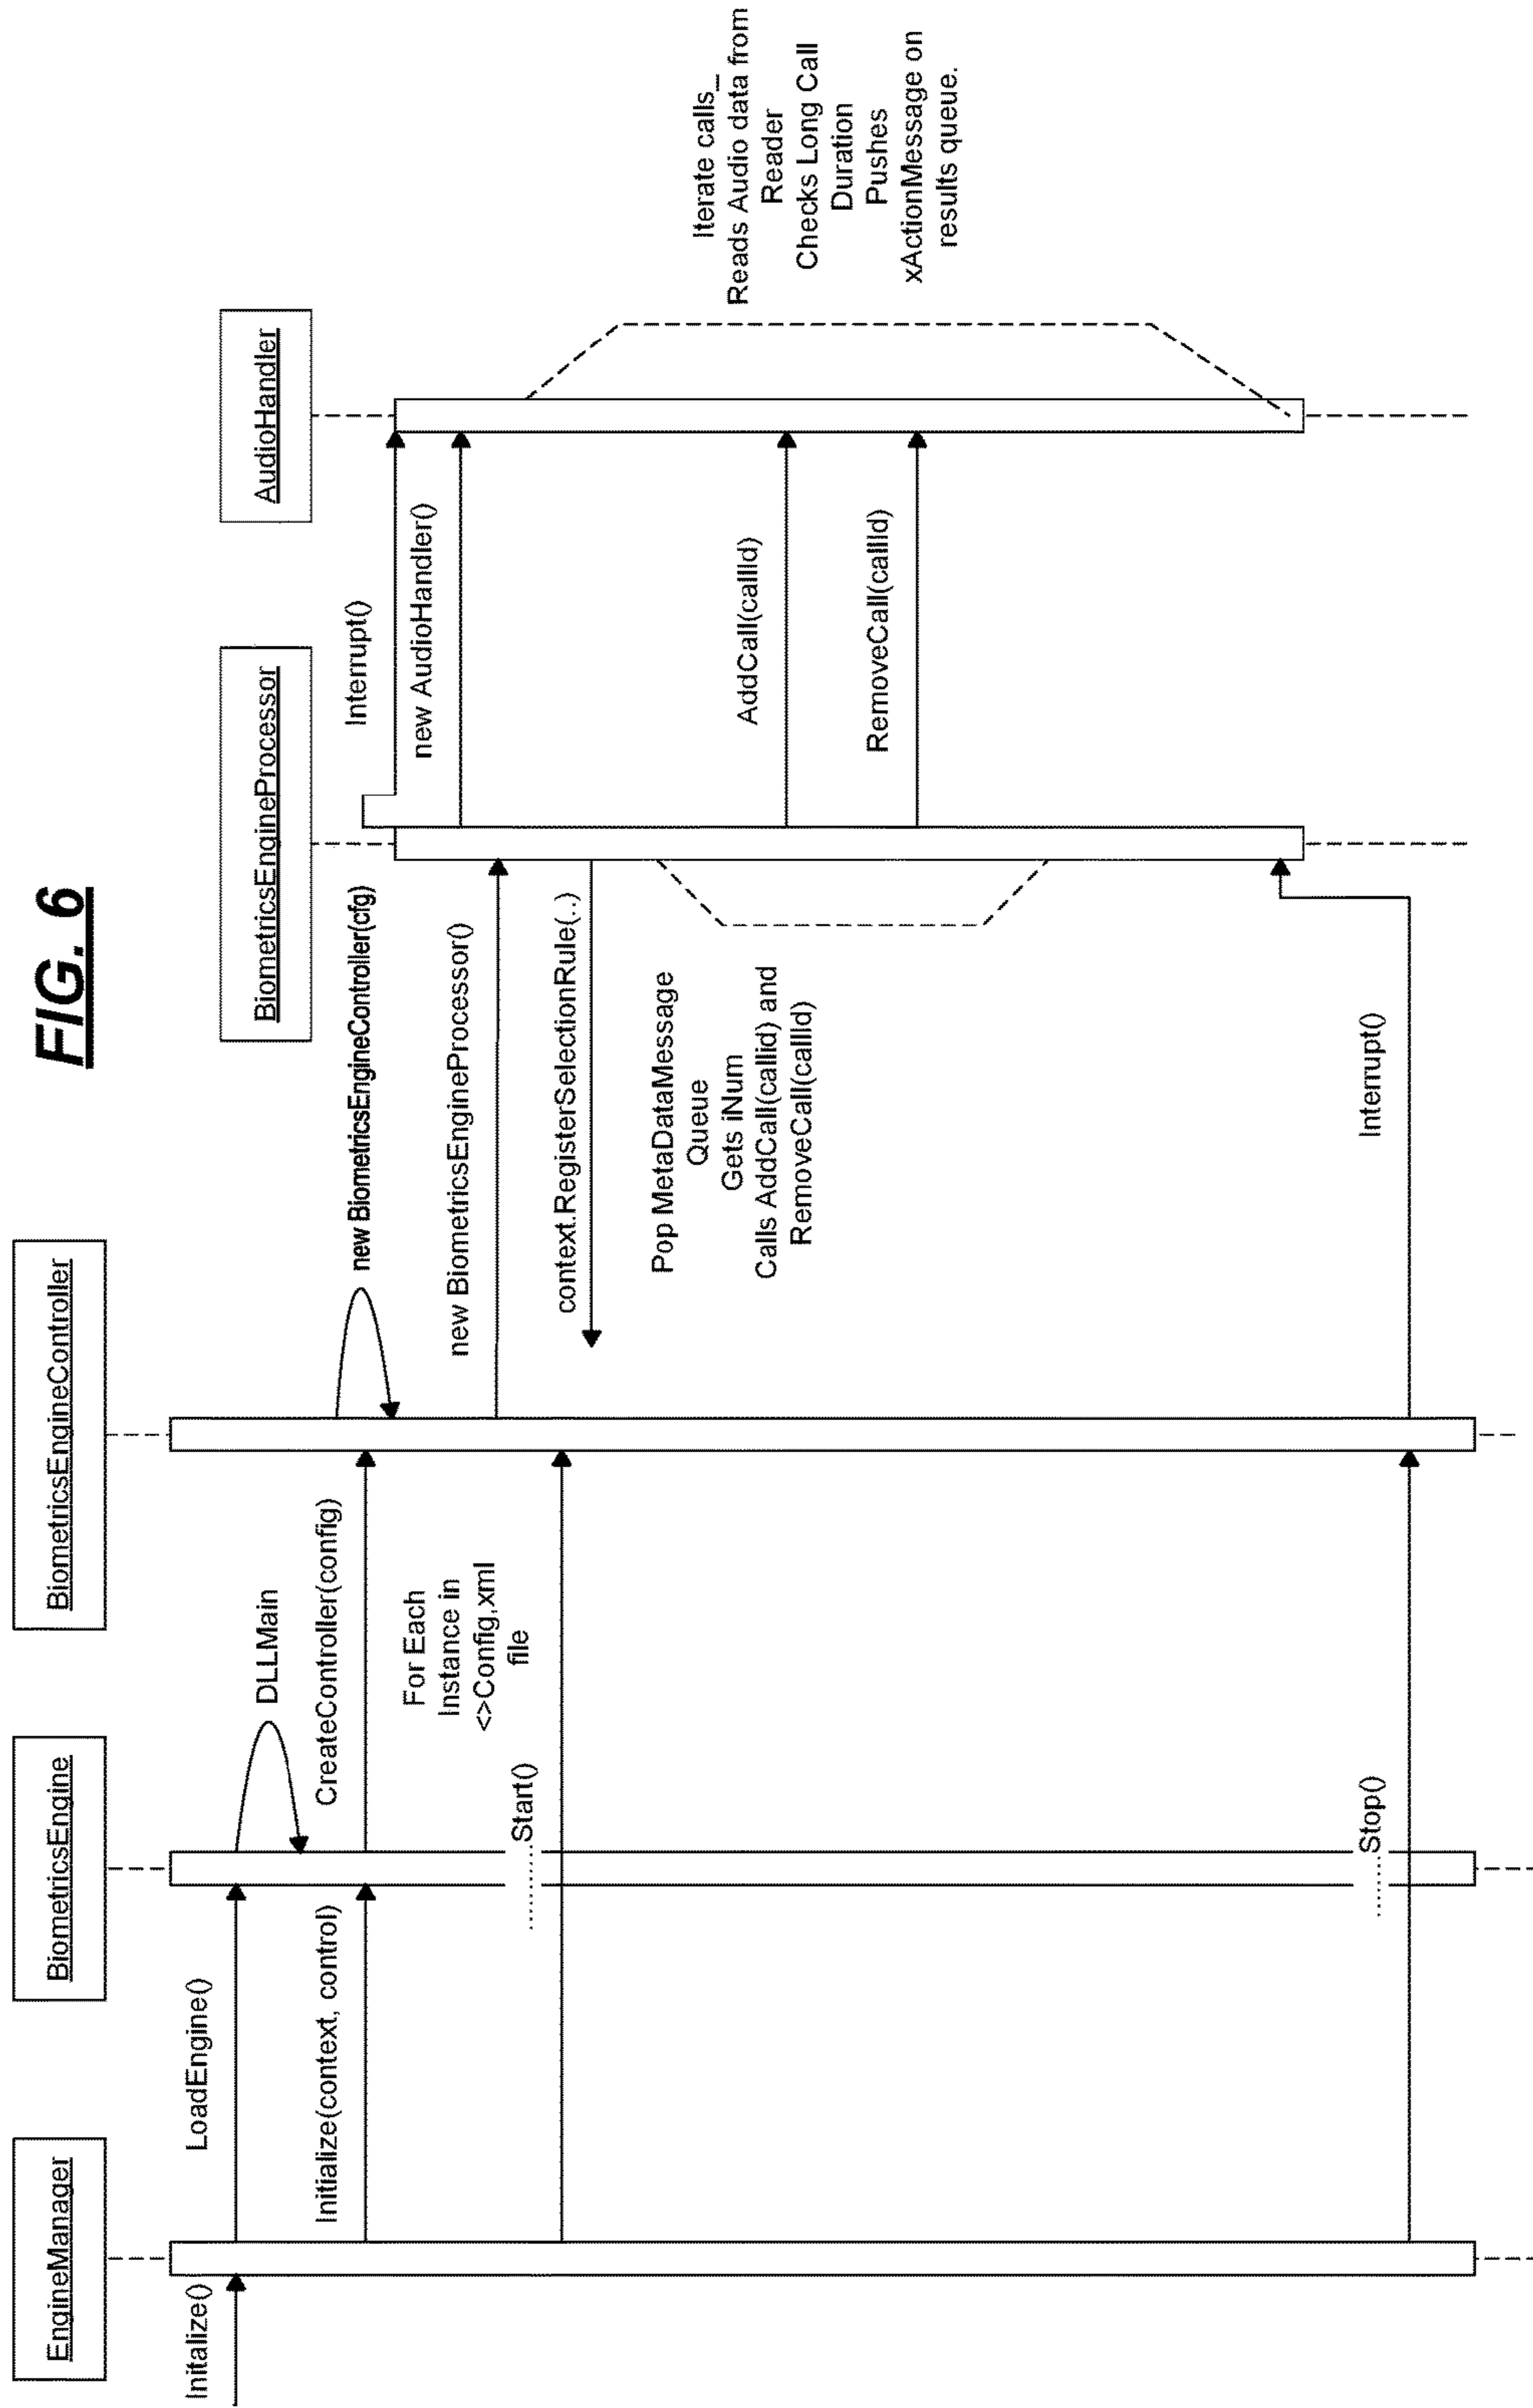 FIG. 6
EngineManager
BiometricsEngine
BiometricsEngineController
BiometricsEngineProcessor
AudioHandler
Initalize()
LoadEngine()
DLLMain
Initialize(context, control)
CreateController(config)
new BiometricsEngineController(cfg)
Interrupt()
new AudioHandler()
For Each
Instance in
<>Config,xml
file
new BiometricsEngineProcessor()
Start()
context.RegisterSelectionRule(..)
Pop MetaDataMessage
Queue
Gets iNum
Calls AddCall(callid) and
RemoveCall(callId)
AddCall(callId)
RemoveCall(callId)
Iterate calls_
Reads Audio data from
Reader
Checks Long Call
Duration
Pushes
xActionMessage on
results queue.
Stop()
Interrupt()